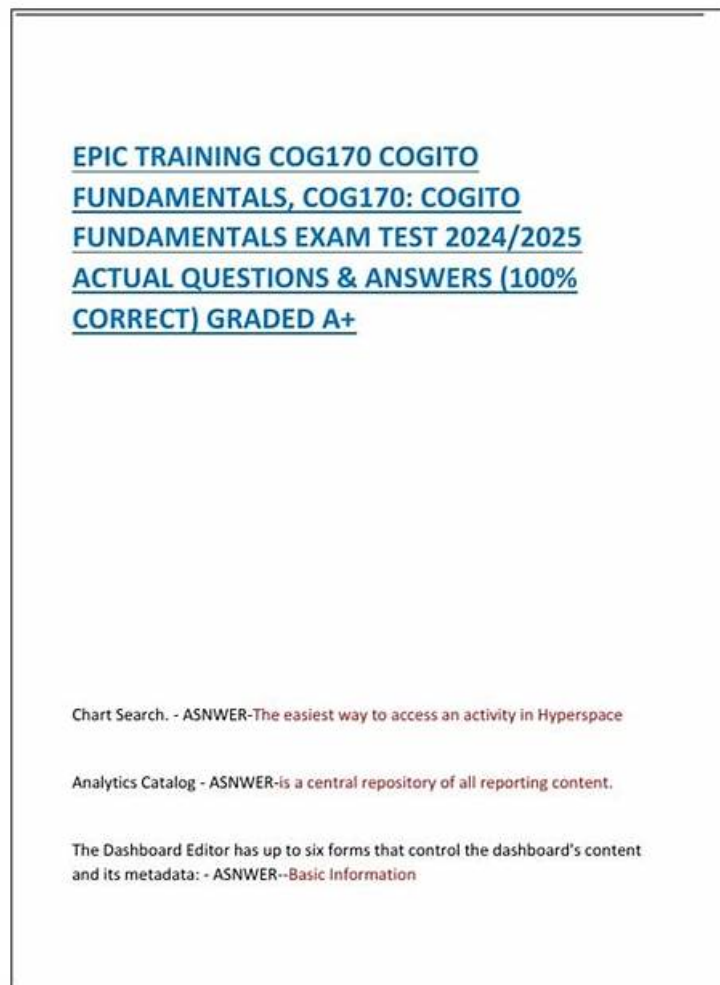 EPIC TRAINING COG170 COGITO
FUNDAMENTALS, COG170: COGITO
FUNDAMENTALS EXAM TEST 2024/2025
ACTUAL QUESTIONS & ANSWERS (100%
CORRECT) GRADED A+
Chart Search. - ASNWER-The easiest way to access an activity in Hyperspace
Analytics Catalog - ASNWER-is a central repository of all reporting content.
The Dashboard Editor has up to six forms that control the dashboard's content
and its metadata: - ASNWER--Basic Information